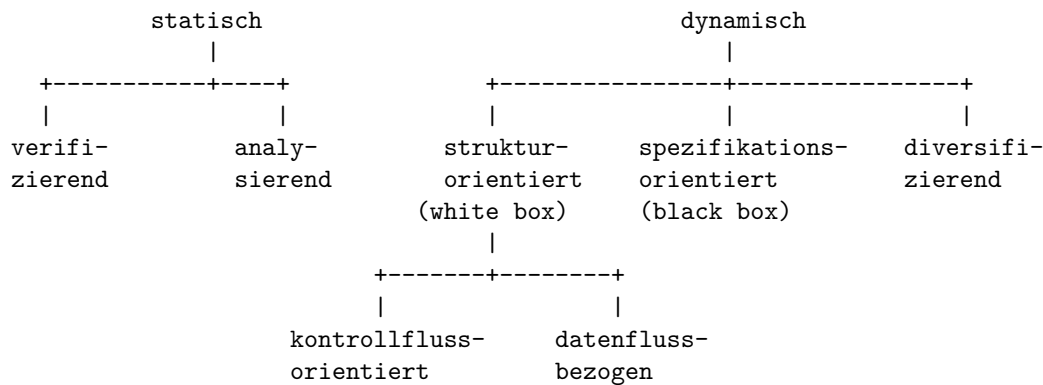 statisch dynamisch
verifi- analy- struktur- spezifikations- diversifi-
zierend sierend orientiert orientiert zierend
(white box) (black box)
kontrollfluss- datenfluss-
orientiert bezogen